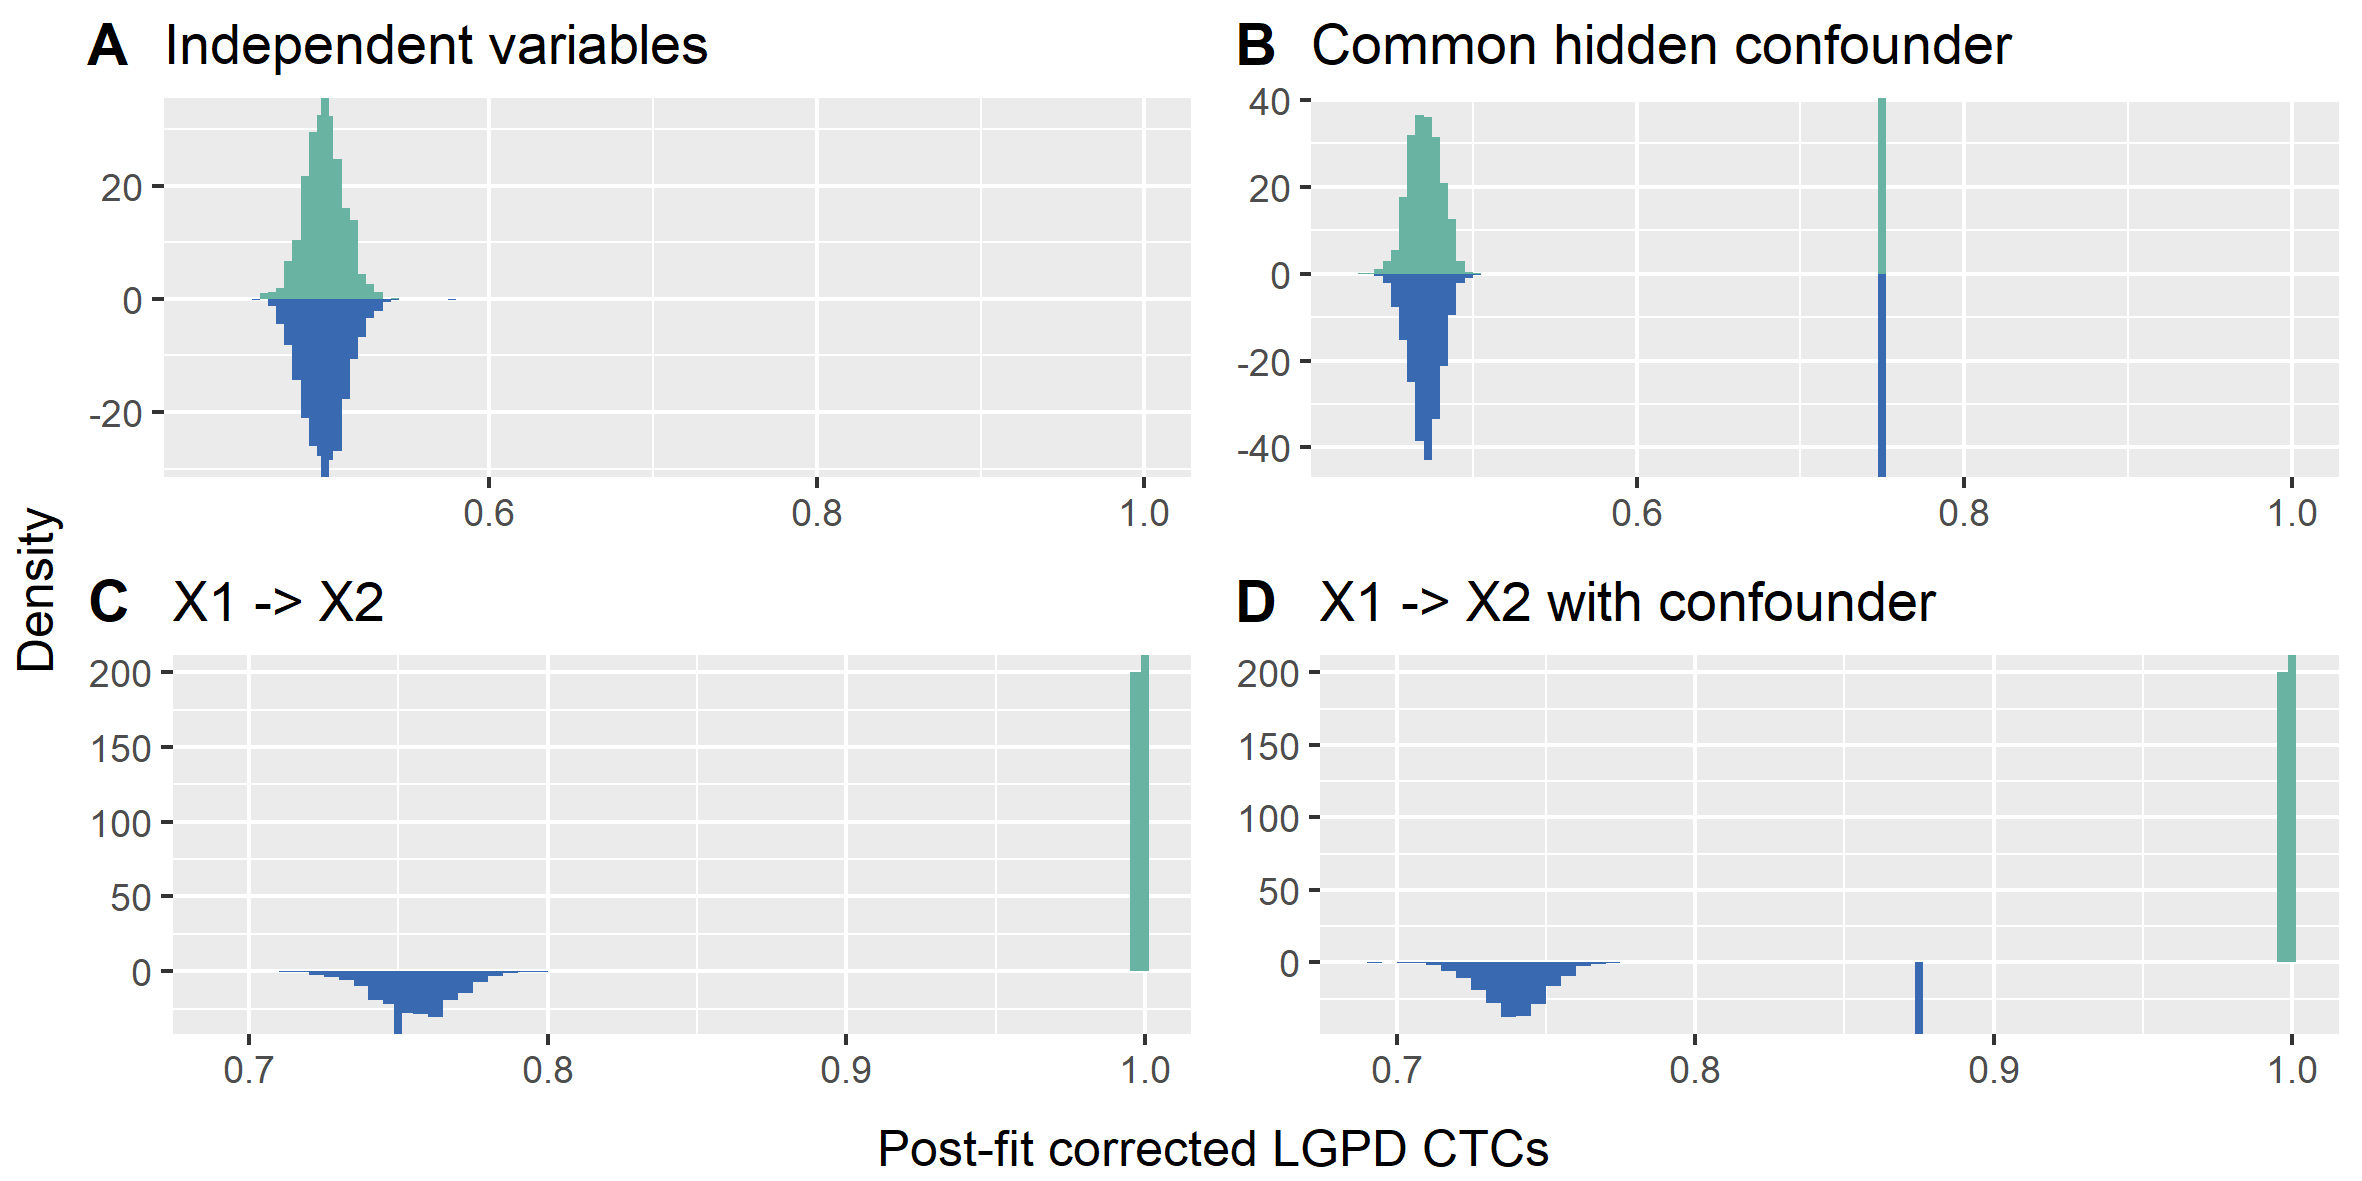 A Independent variables
20
0
-20
0.6 0.8 1.0
B Common hidden confounder
40
20
0
-20
-40
0.6 0.8 1.0
Density
C X1 -> X2
200
150
100
50
0
0.7 0.8 0.9 1.0
D X1 -> X2 with confounder
200
150
100
50
0
0.7 0.8 0.9 1.0
Post-fit corrected LGPD CTCs